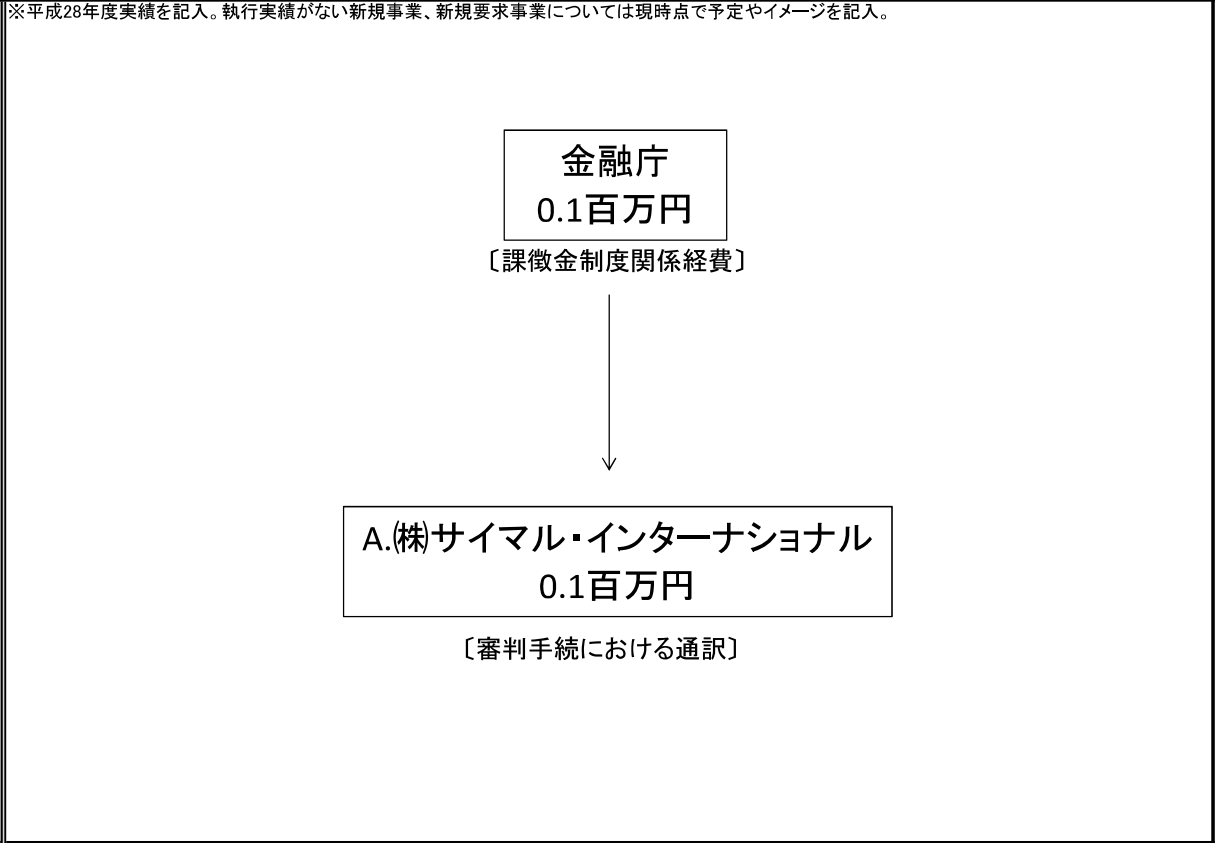 ※平成28年度実績を記入。執行実績がない新規事業、新規要求事業については現時点で予定やイメージを記入。
金融庁
0.1百万円
〔課徴金制度関係経費〕
A.㈱サイマル・インターナショナル
0.1百万円
〔審判手続における通訳〕